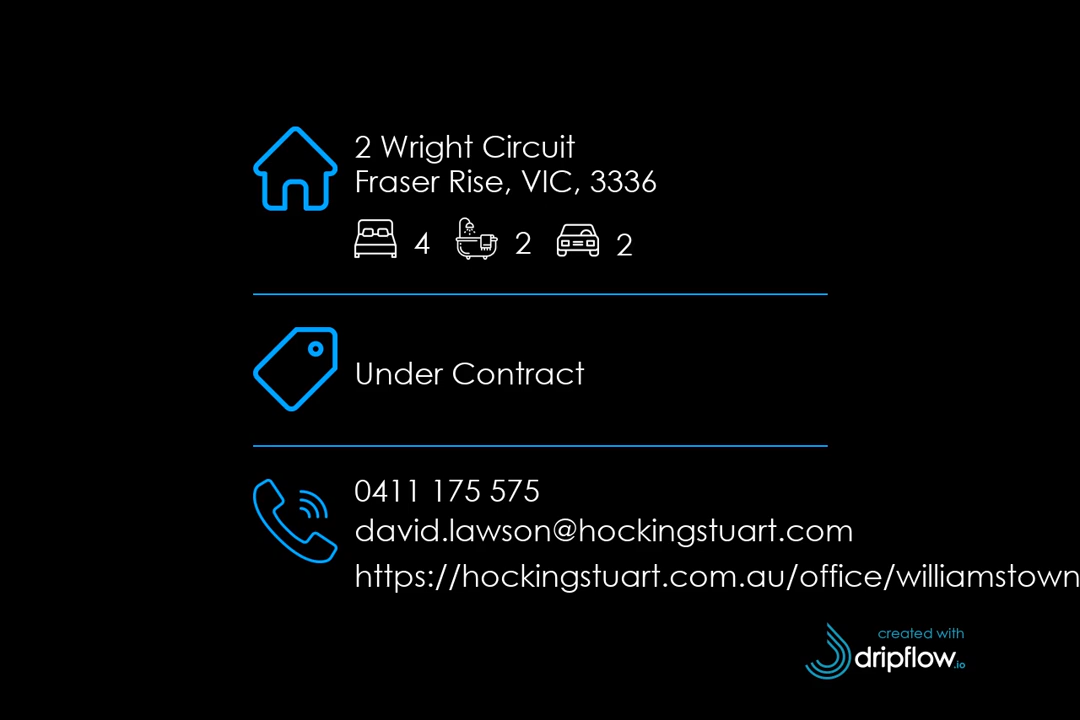 2 Wright Circuit
Fraser Rise, VIC, 3336
4 2 2
Under Contract
0411 175 575
david.lawson@hockingstuart.com
https://hockingstuart.com.au/office/williamstown
created with
dripflow.io